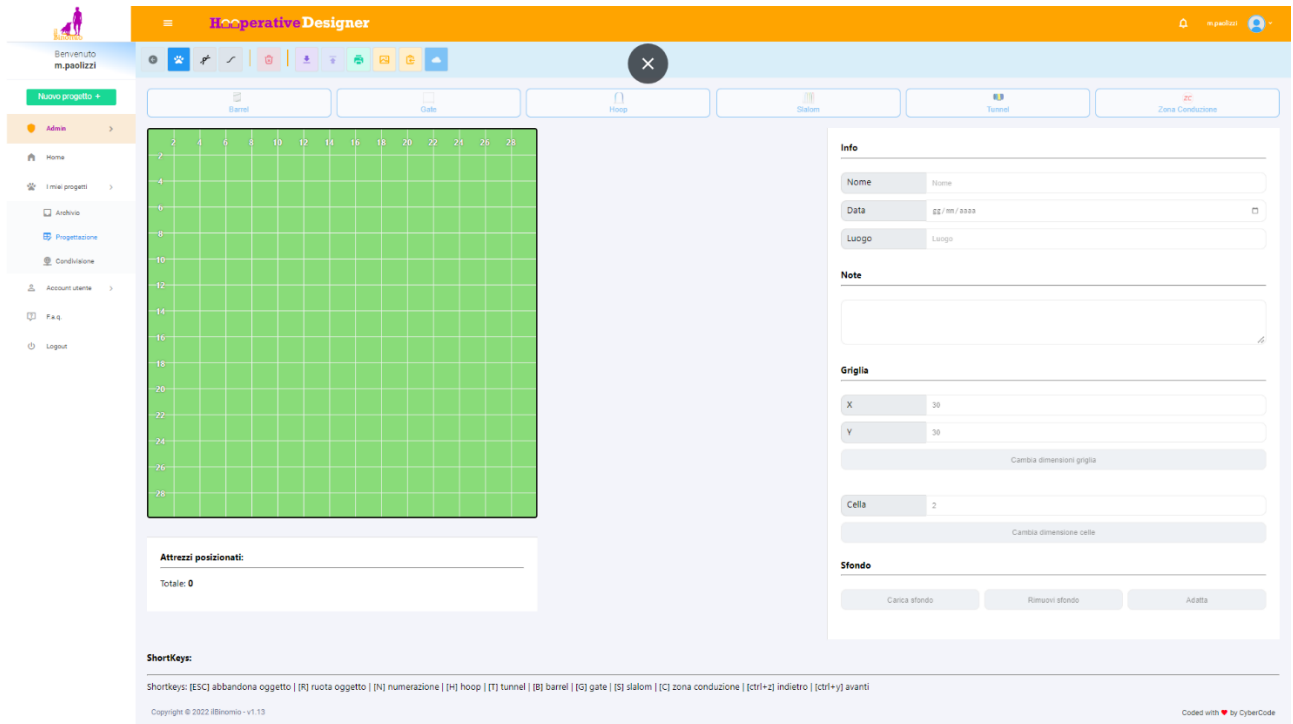 HooperativeDesigner
m.paolizzi
ilBinomio
Benvenuto
m.paolizzi
Nuovo progetto +
Admin
Home
I miei progetti
Archivio
Progettazione
Condivisione
Account utente
F.a.q.
Logout
Barrel Gate Hoop Slalom Tunnel Zona Conduzione
2 4 6 8 10 12 14 16 18 20 22 24 26 28
2
4
6
8
10
12
14
16
18
20
22
24
26
28
Attrezzi posizionati:
Totale: 0
Info
Nome Nome
Data gg/mm/aaaa
Luogo Luogo
Note
Griglia
X 30
Y 30
Cambia dimensioni griglia
Cella 2
Cambia dimensione celle
Sfondo
Carica sfondo Rimuovi sfondo Adatta
ShortKeys:
Shortkeys: [ESC] abbandona oggetto | [R] ruota oggetto | [N] numerazione | [H] hoop | [T] tunnel | [B] barrel | [G] gate | [S] slalom | [C] zona conduzione | [ctrl+z] indietro | [ctrl+y] avanti
Copyright © 2022 ilBinomio - v1.13
Coded with ♥ by CyberCode